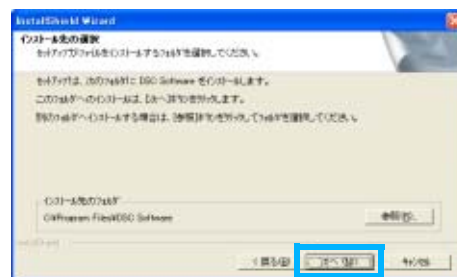 InstallShield Wizard
インストール先の選択
セットアップがファイルをインストールするフォルダを選択してください。
セットアップは、次のフォルダに DSC Software をインストールします。
このフォルダへのインストールは、[次へ]ボタンをクリックします。
別のフォルダへインストールする場合は、[参照]ボタンをクリックしてフォルダを選択してください。
インストール先のフォルダ
C:¥Program Files¥DSC Software
参照(R)...
InstallShield
< 戻る(B) 次へ(N) > キャンセル